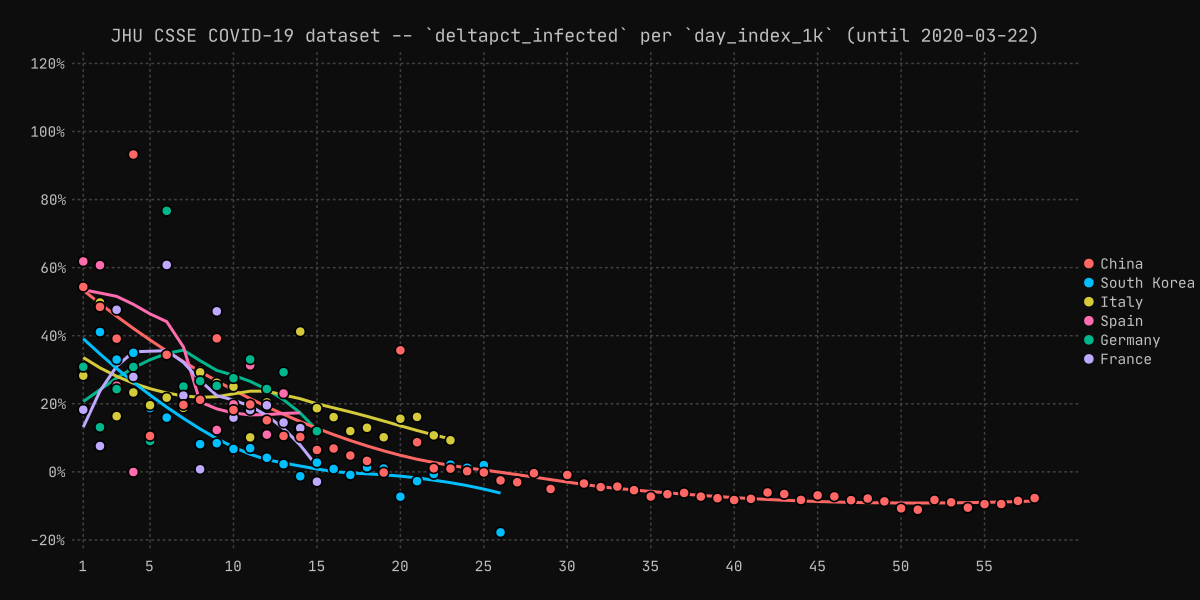 JHU CSSE COVID-19 dataset -- `deltapct_infected` per `day_index_1k` (until 2020-03-22)
120%
100%
80%
60%
40%
20%
0%
-20%
1 5 10 15 20 25 30 35 40 45 50 55
China
South Korea
Italy
Spain
Germany
France